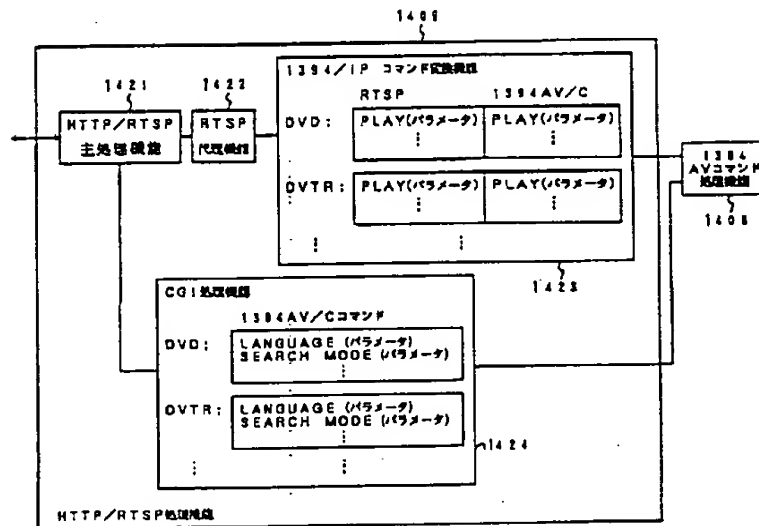 1409
1421
1422
HTTP/RTSP
主処理機能
RTSP
代理機能
1394/IP コマンド変換機能
RTSP 1394AV/C
DVD: PLAY(パラメータ) PLAY(パラメータ)
DVTR: PLAY(パラメータ) PLAY(パラメータ)
1423
1394
AVコマンド
処理機能
1408
CGI処理機能
1394AV/Cコマンド
DVD: LANGUAGE (パラメータ)
SEARCH MODE (パラメータ)
DVTR: LANGUAGE (パラメータ)
SEARCH MODE (パラメータ)
1424
HTTP/RTSP処理機能